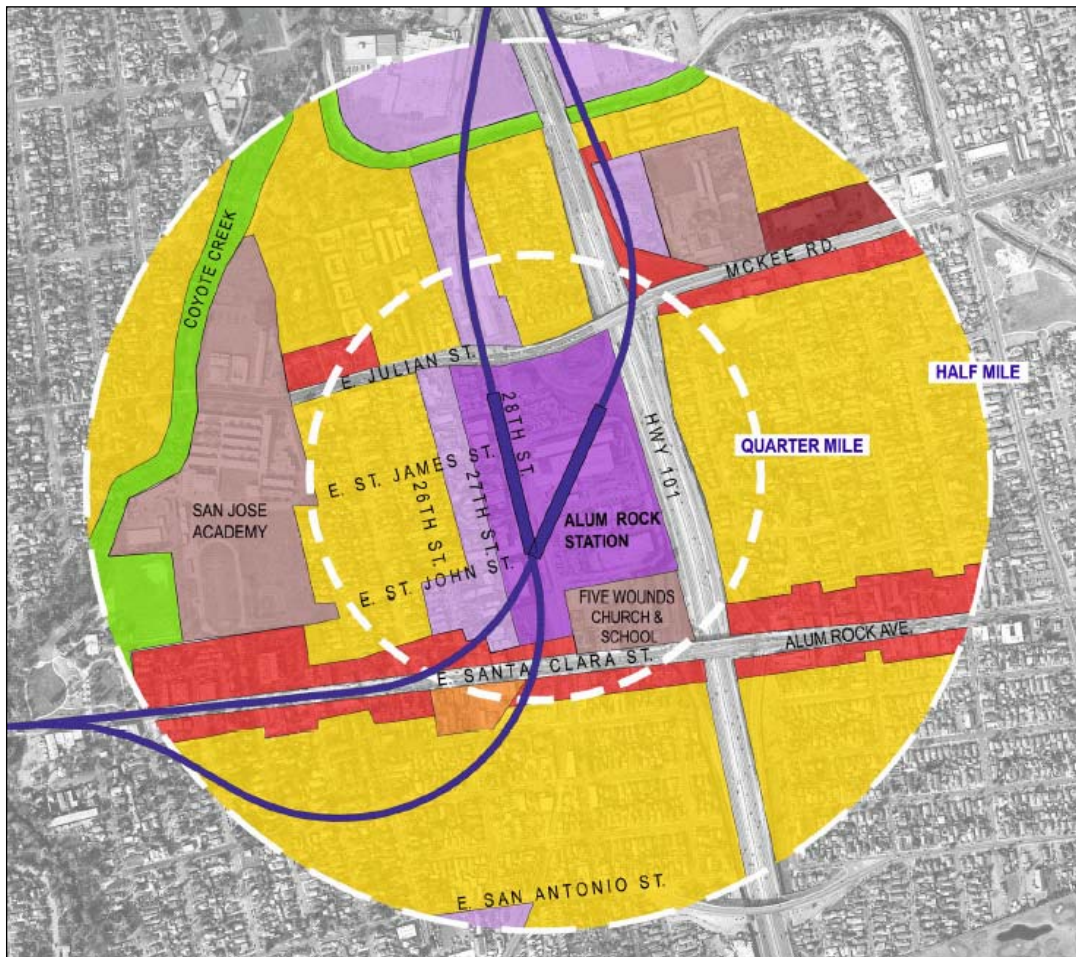 COYOTE CREEK
MCKEE RD.
E. JULIAN ST.
HALF MILE
28TH ST.
HWY 101
QUARTER MILE
E. ST. JAMES ST.
27TH ST.
26TH ST.
SAN JOSE
ACADEMY
ALUM ROCK
STATION
E. ST. JOHN ST.
FIVE WOUNDS
CHURCH &
SCHOOL
ALUM ROCK AVE.
E. SANTA CLARA ST.
E. SAN ANTONIO ST.